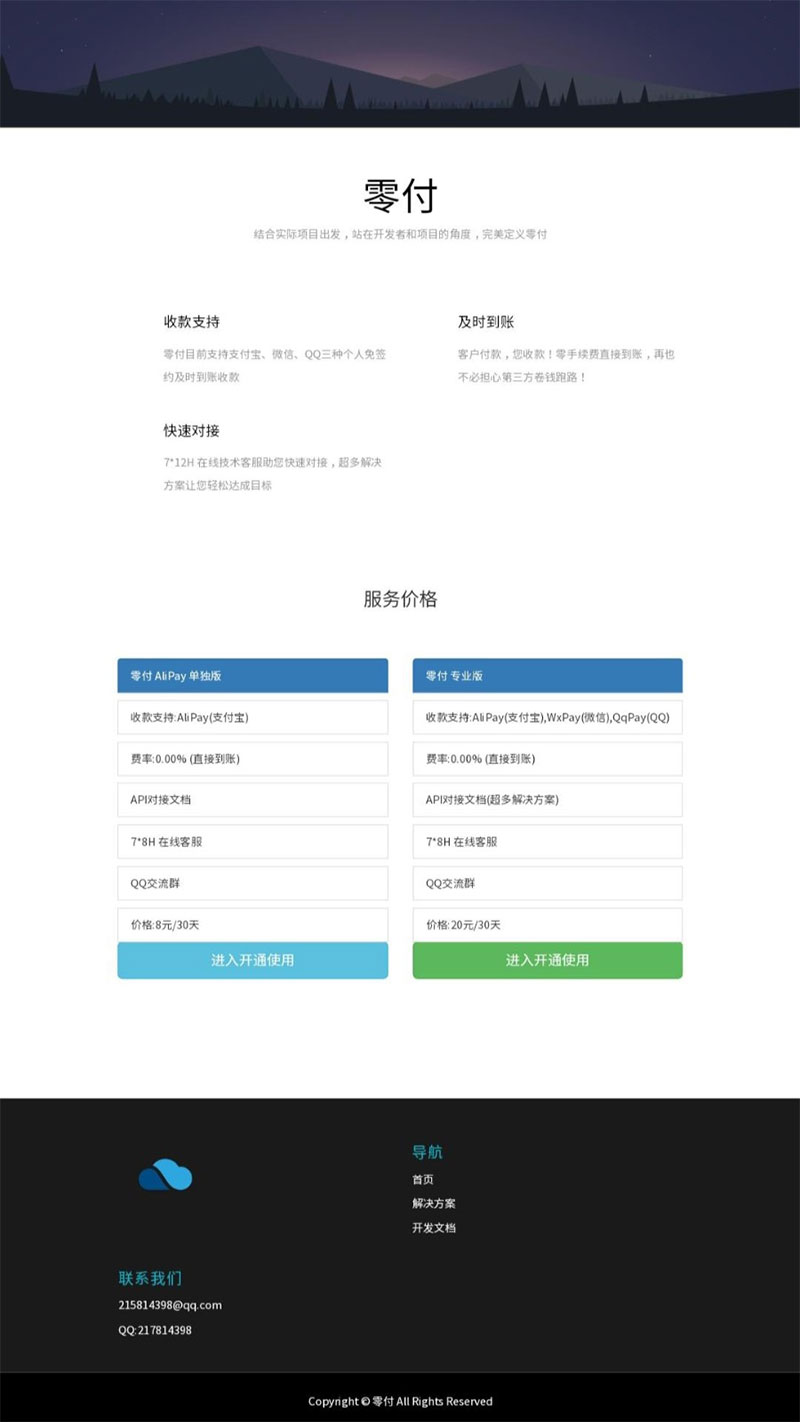 零付
结合实际项目出发，站在开发者和项目的角度，完美定义零付
收款支持
零付目前支持支付宝、微信、QQ三种个人免签
约及时到账收款
及时到账
客户付款，您收款！零手续费直接到账，再也
不必担心第三方卷钱跑路！
快速对接
7*12H 在线技术客服助您快速对接，超多解决
方案让您轻松达成目标
服务价格
零付 AliPay 单独版
收款支持:AliPay(支付宝)
费率:0.00% (直接到账)
API对接文档
7*8H 在线客服
QQ交流群
价格:8元/30天
进入开通使用
零付 专业版
收款支持:AliPay(支付宝),WxPay(微信),QqPay(QQ)
费率:0.00% (直接到账)
API对接文档(超多解决方案)
7*8H 在线客服
QQ交流群
价格:20元/30天
进入开通使用
导航
首页
解决方案
开发文档
联系我们
215814398@qq.com
QQ:217814398
Copyright © 零付 All Rights Reserved